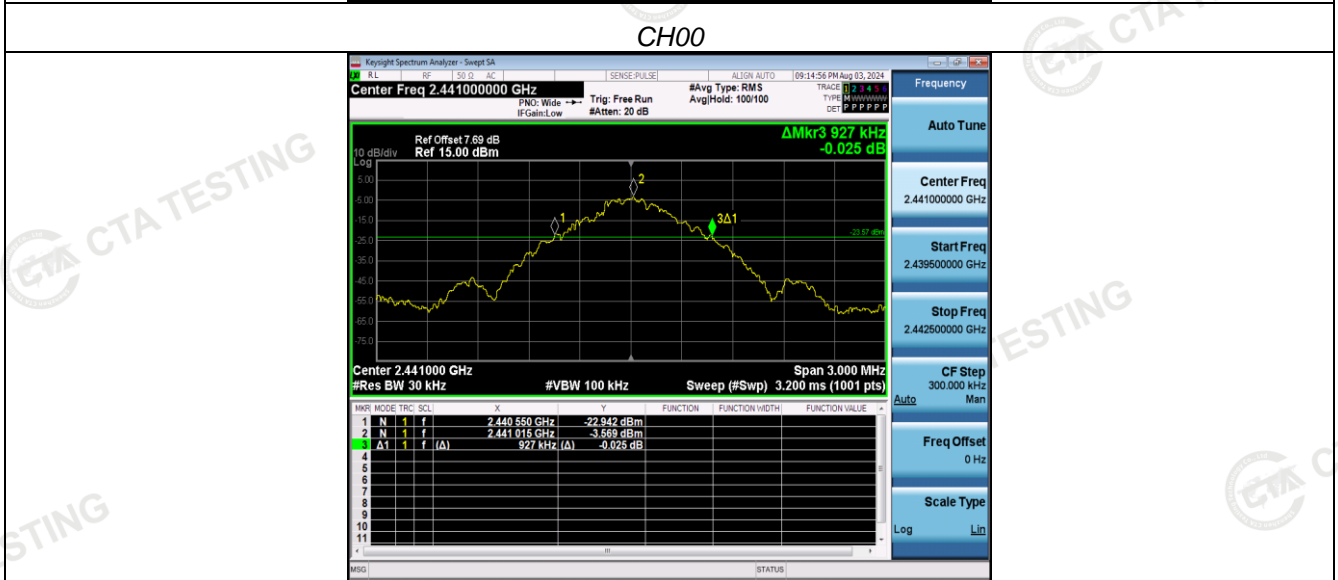 CH00
Keysight Spectrum Analyzer - Swept SA
RL RF 50 Ω AC SENSE:PULSE ALIGN AUTO 09:14:56 PM Aug 03, 2024
Center Freq 2.441000000 GHz
PNO: Wide
IFGain:Low
Trig: Free Run
#Atten: 20 dB
#Avg Type: RMS
Avg|Hold: 100/100
TRACE 1 2 3 4 5 6
TYPE MWWWWW
DET P P P P P P
Frequency
Auto Tune
Center Freq
2.441000000 GHz
Start Freq
2.439500000 GHz
Stop Freq
2.442500000 GHz
CF Step
300.000 kHz
Auto Man
Freq Offset
0 Hz
Scale Type
Log Lin
ΔMkr3 927 kHz
-0.025 dB
Ref Offset 7.69 dB
10 dB/div Ref 15.00 dBm
Log
5.00
-5.00
-15.0
-25.0
-35.0
-45.0
-55.0
-65.0
-75.0
1
2
3Δ1
-23.57 dBm
Center 2.441000 GHz Span 3.000 MHz
#Res BW 30 kHz #VBW 100 kHz Sweep (#Swp) 3.200 ms (1001 pts)
MKR MODE TRC SCL X Y FUNCTION FUNCTION WIDTH FUNCTION VALUE
1 N 1 f 2.440 550 GHz -22.942 dBm
2 N 1 f 2.441 015 GHz -3.569 dBm
3 Δ1 1 f (Δ) 927 kHz (Δ) -0.025 dB
4
5
6
7
8
9
10
11
MSG STATUS
CTA TESTING